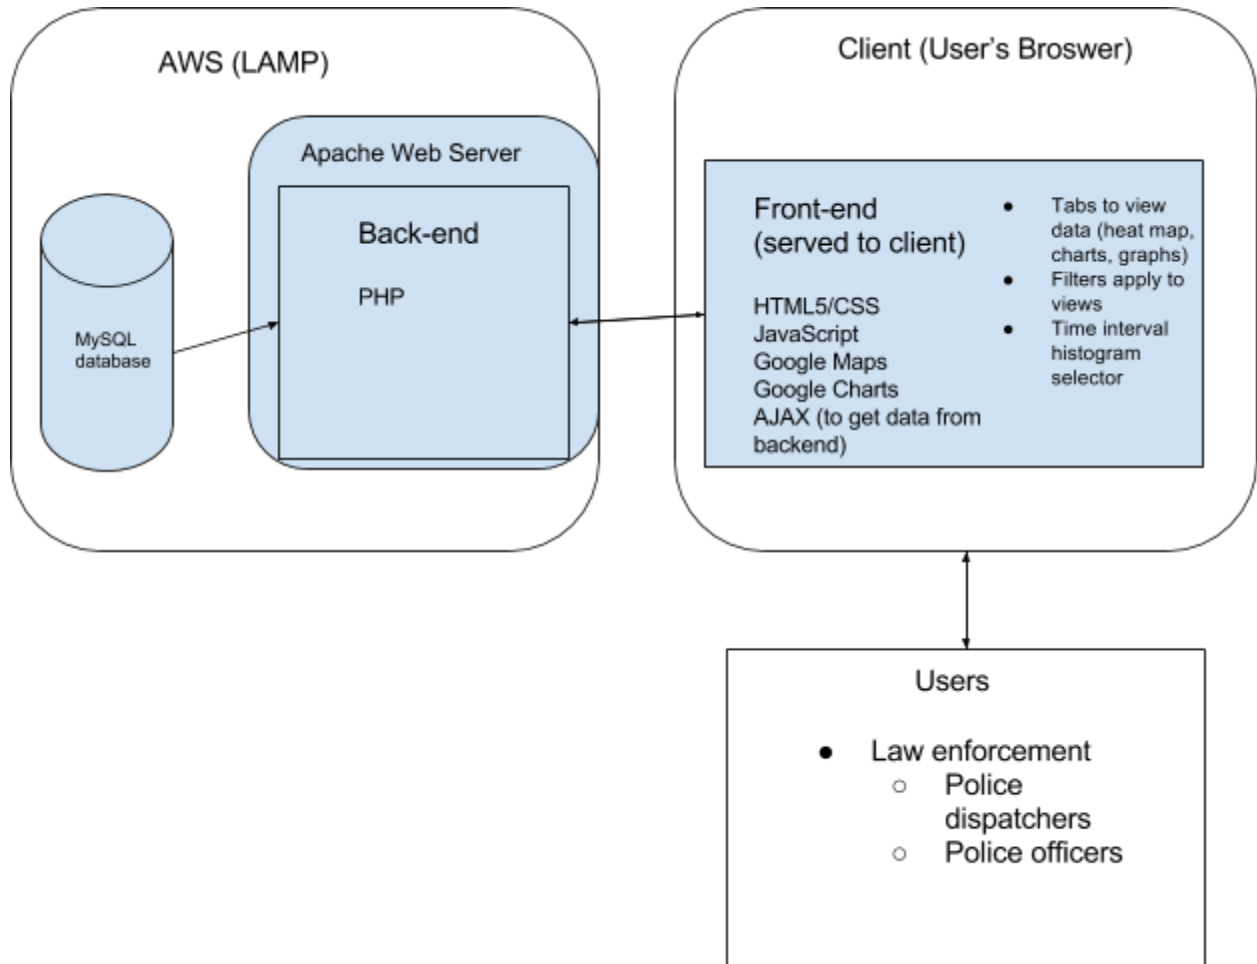 AWS (LAMP)
Apache Web Server
Back-end
PHP
MySQL
database
Client (User's Broswer)
Front-end
(served to client)
HTML5/CSS
JavaScript
Google Maps
Google Charts
AJAX (to get data from
backend)
● Tabs to view
data (heat map,
charts, graphs)
● Filters apply to
views
● Time interval
histogram
selector
Users
● Law enforcement
○ Police
dispatchers
○ Police officers